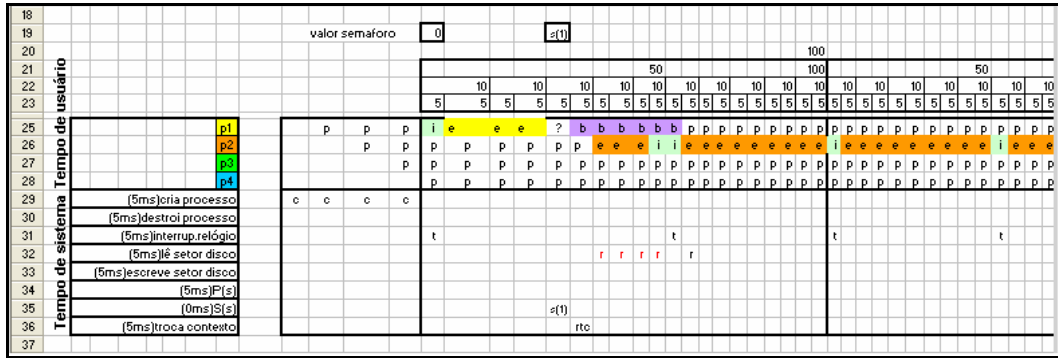 18
19 valor semaforo 0 s(1)
20 100
21 50 100 50
22 10 10 10 10 10 10 10 10 10 10 10 10 10 10 10 10 10
23 5 5 5 5 5 5 5 5 5 5 5 5 5 5 5 5 5 5 5 5 5 5 5 5 5 5 5 5 5 5 5 5 5 5
Tempo de usuário
25 p1 p p p i e e e ? b b b b b b p p p p p p p p p p p p p p p p p p p p p p p
26 p2 p p p p p p p p e e e i i e e e e e e e e e i e e e e e e e e e i e e e
27 p3 p p p p p p p p p p p p p p p p p p p p p p p p p p p p p p p p p p p
28 p4 p p p p p p p p p p p p p p p p p p p p p p p p p p p p p p p p p p
Tempo de sistema
29 (5ms)cria processo c c c c
30 (5ms)destroi processo
31 (5ms)interrup.relógio t t t t
32 (5ms)lê setor disco r r r r r
33 (5ms)escreve setor disco
34 (5ms)P(s)
35 (0ms)S(s) s(1)
36 (5ms)troca contexto rtc
37